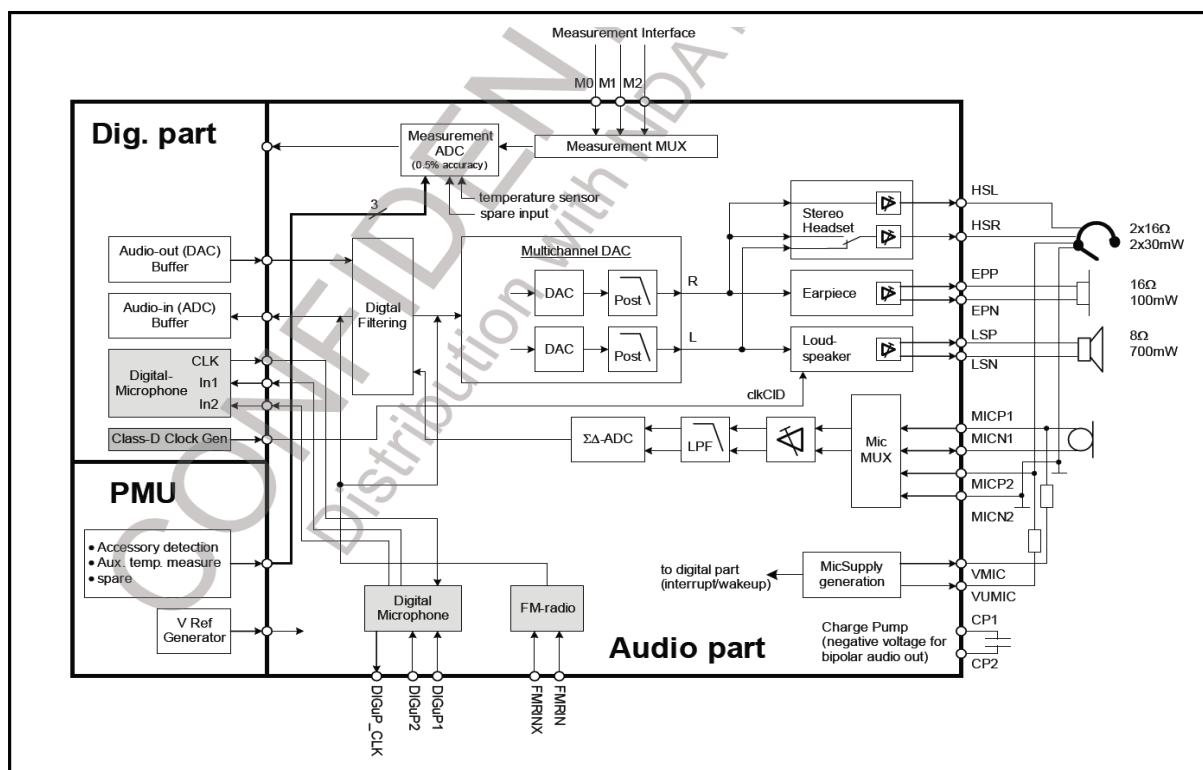 Measurement Interface
M0 M1 M2
Dig. part
Measurement
ADC
(0.5% accuracy)
Measurement MUX
temperature sensor
spare input
3
Audio-out (DAC)
Buffer
Audio-in (ADC)
Buffer
Digital-
Microphone
CLK
In1
In2
Class-D Clock Gen
Digtal
Filtering
Multichannel DAC
DAC
Post
R
DAC
Post
L
Stereo
Headset
Earpiece
Loud-
speaker
clkCID
HSL
HSR
2x16Ω
2x30mW
EPP
EPN
16Ω
100mW
LSP
LSN
8Ω
700mW
ΣΔ-ADC
LPF
Mic
MUX
MICP1
MICN1
MICP2
MICN2
PMU
• Accessory detection
• Aux. temp. measure
• spare
V Ref
Generator
Digital
Microphone
FM-radio
to digital part
(interrupt/wakeup)
MicSupply
generation
VMIC
VUMIC
Charge Pump
(negative voltage for
bipolar audio out)
CP1
CP2
Audio part
DIGuP_CLK
DIGuP2
DIGuP1
FMRINX
FMRIN
CONFIDEN
Distribution with NDA